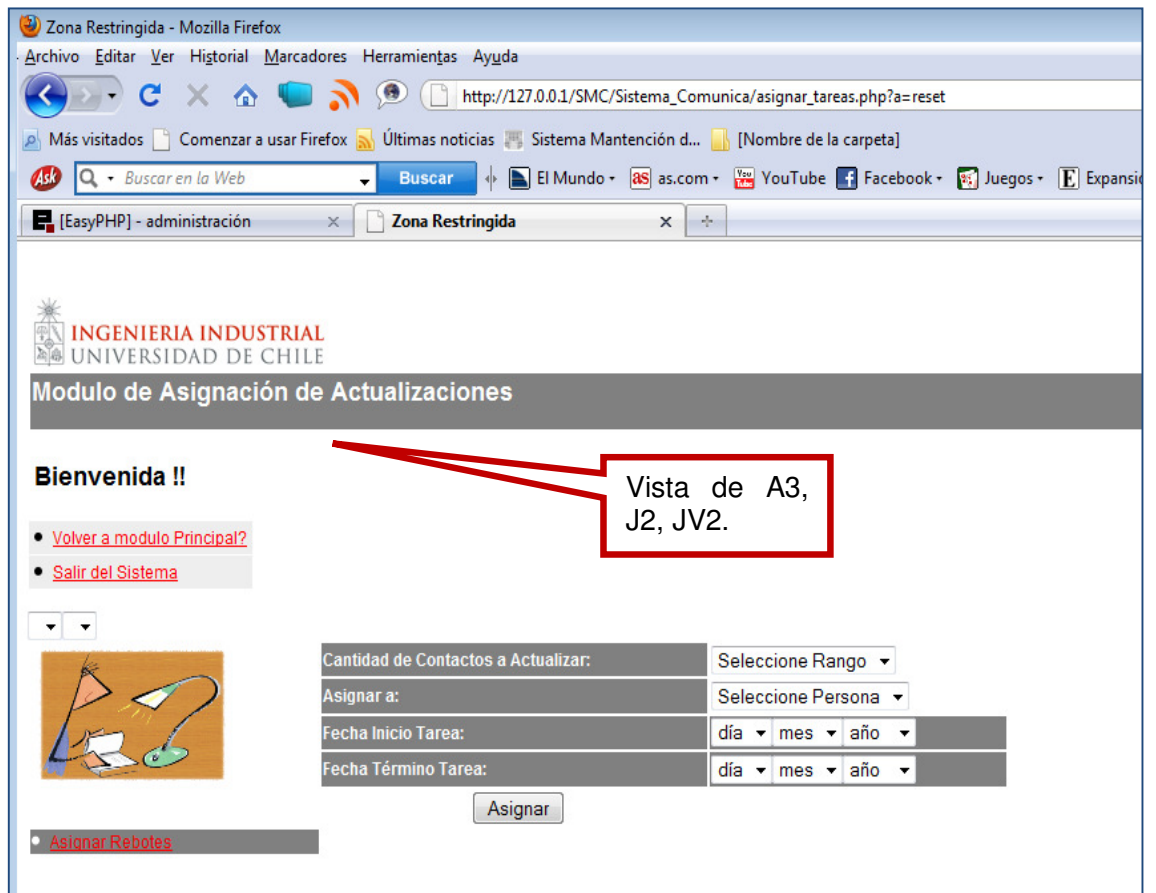 Zona Restringida - Mozilla Firefox
Archivo Editar Ver Historial Marcadores Herramientas Ayuda
http://127.0.0.1/SMC/Sistema_Comunica/asignar_tareas.php?a=reset
Más visitados Comenzar a usar Firefox Últimas noticias Sistema Mantención d... [Nombre de la carpeta]
Ask Buscar en la Web Buscar El Mundo as as.com You Tube YouTube Facebook Juegos E
[EasyPHP] - administración Zona Restringida
INGENIERIA INDUSTRIAL
UNIVERSIDAD DE CHILE
Modulo de Asignación de Actualizaciones
Bienvenida !!
Vista de A3,
J2, JV2.
Volver a modulo Principal?
Salir del Sistema
Cantidad de Contactos a Actualizar: Seleccione Rango
Asignar a: Seleccione Persona
Fecha Inicio Tarea: día mes año
Fecha Término Tarea: día mes año
Asignar
Asignar Rebotes